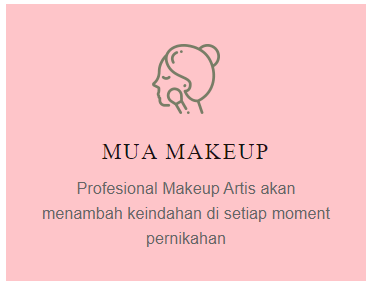 MUA MAKEUP
Profesional Makeup Artis akan
menambah keindahan di setiap moment
pernikahan